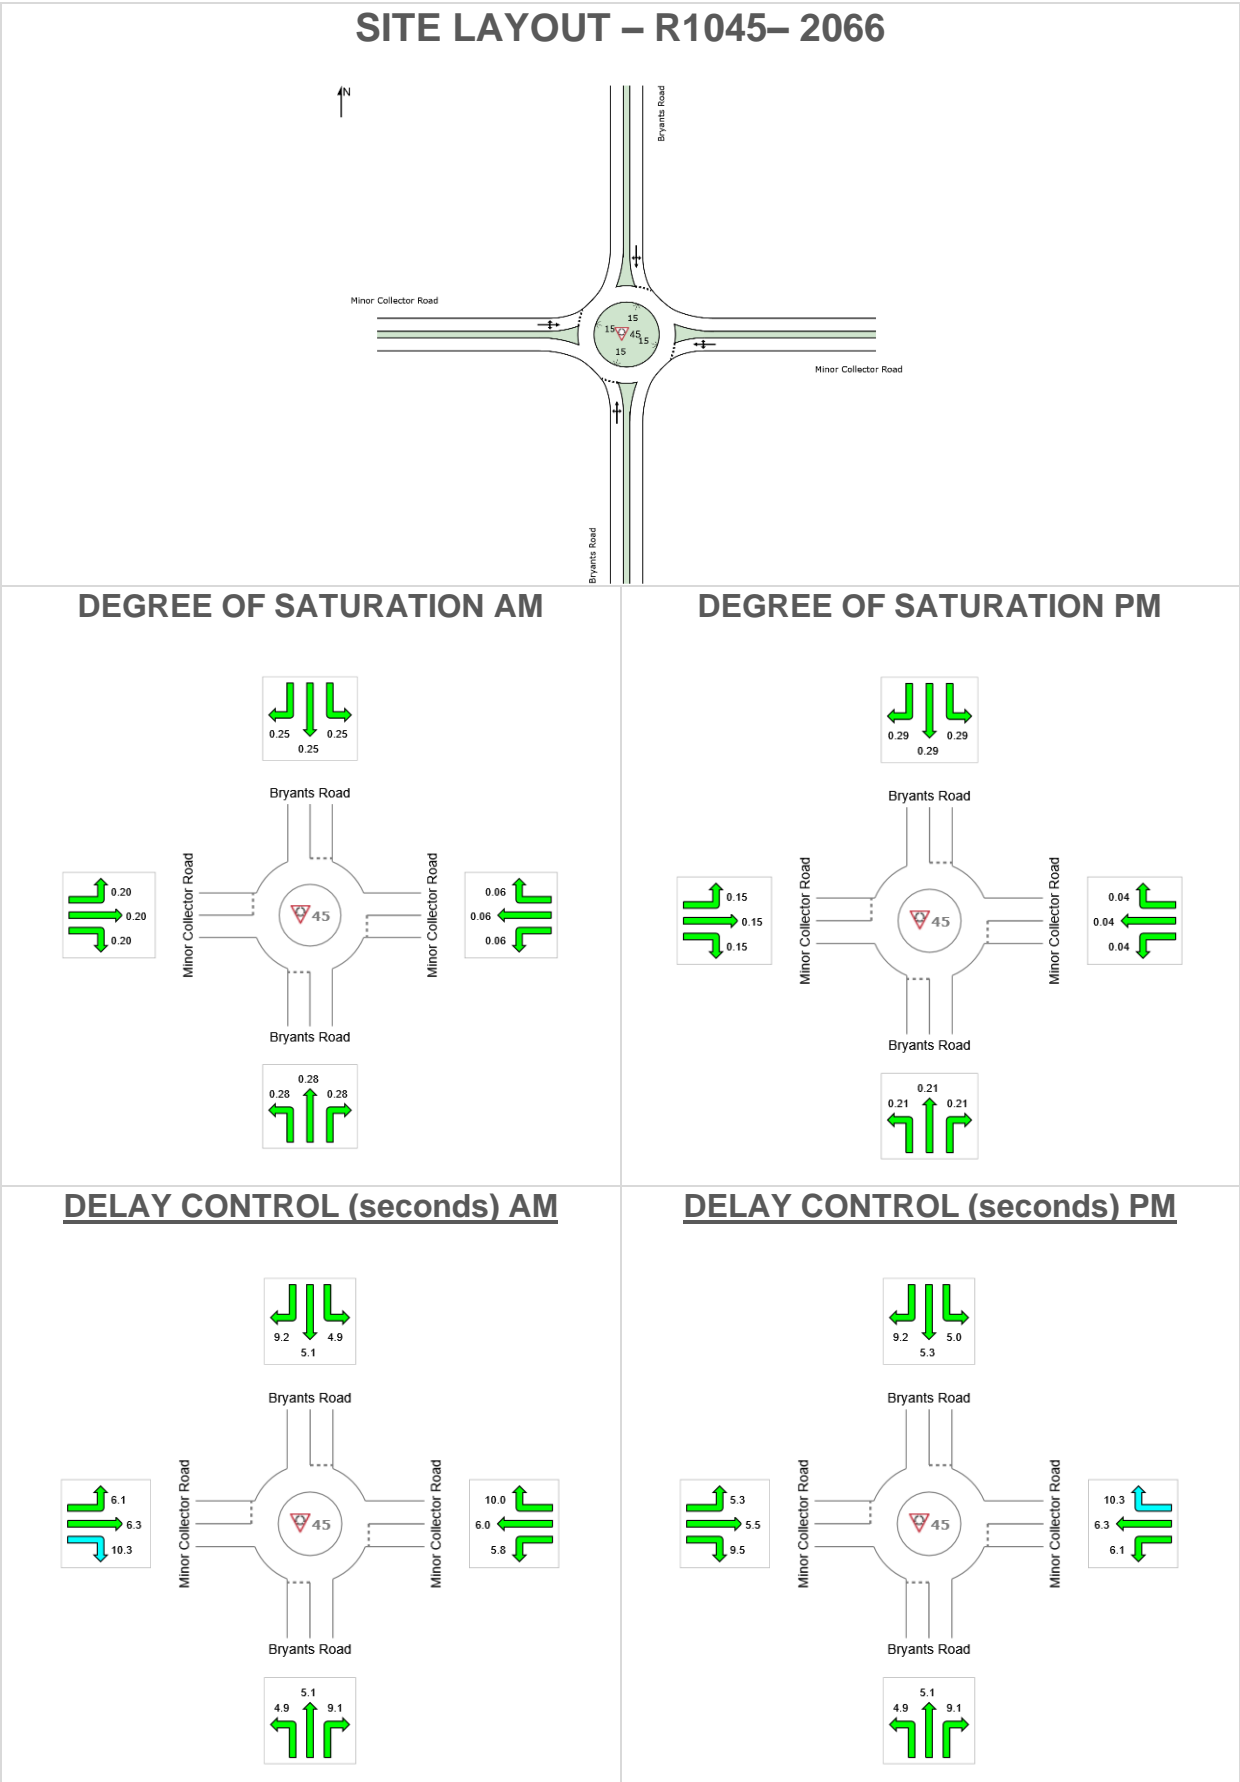 SITE LAYOUT – R1045– 2066
N
Bryants Road
Minor Collector Road
15
15
45
15
15
Minor Collector Road
Bryants Road
DEGREE OF SATURATION AM
0.25
0.25
0.25
Bryants Road
Minor Collector Road
Minor Collector Road
0.20
0.20
0.20
45
0.06
0.06
0.06
Bryants Road
0.28
0.28
0.28
DEGREE OF SATURATION PM
0.29
0.29
0.29
Bryants Road
Minor Collector Road
Minor Collector Road
0.15
0.15
0.15
45
0.04
0.04
0.04
Bryants Road
0.21
0.21
0.21
DELAY CONTROL (seconds) AM
9.2
4.9
5.1
Bryants Road
Minor Collector Road
Minor Collector Road
6.1
6.3
10.3
45
10.0
6.0
5.8
Bryants Road
5.1
4.9
9.1
DELAY CONTROL (seconds) PM
9.2
5.0
5.3
Bryants Road
Minor Collector Road
Minor Collector Road
5.3
5.5
9.5
45
10.3
6.3
6.1
Bryants Road
5.1
4.9
9.1